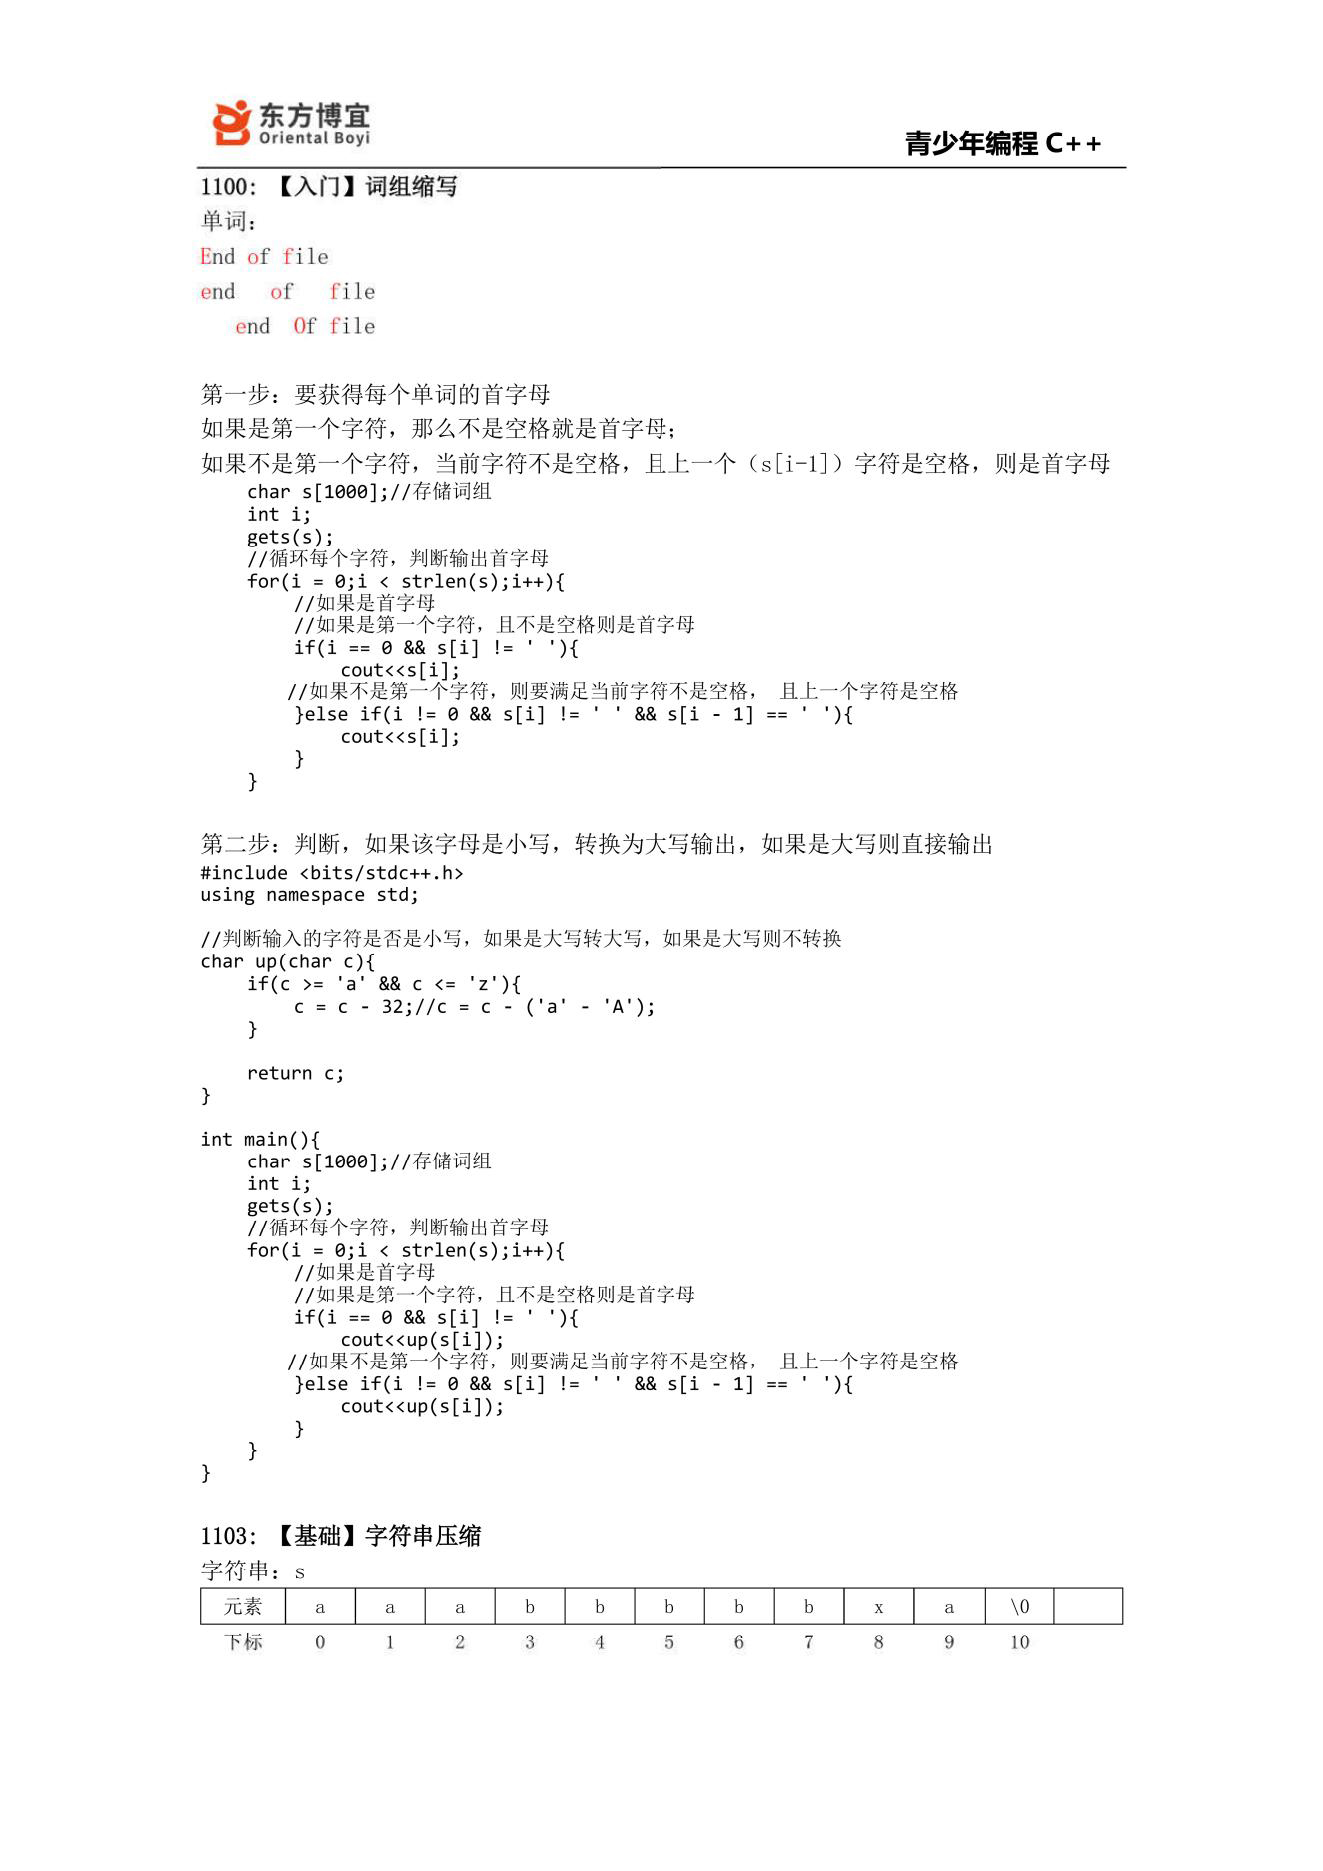 东方博宜
Oriental Boyi
青少年编程 C++
1100: 【入门】词组缩写
单词：
End of file
end   of   file
   end  Of file
第一步：要获得每个单词的首字母
如果是第一个字符，那么不是空格就是首字母；
如果不是第一个字符，当前字符不是空格，且上一个（s[i-1]）字符是空格，则是首字母
    char s[1000];//存储词组
    int i;
    gets(s);
    //循环每个字符，判断输出首字母
    for(i = 0;i < strlen(s);i++){
        //如果是首字母
        //如果是第一个字符，且不是空格则是首字母
        if(i == 0 && s[i] != ' '){
            cout<<s[i];
        //如果不是第一个字符，则要满足当前字符不是空格， 且上一个字符是空格
        }else if(i != 0 && s[i] != ' ' && s[i - 1] == ' '){
            cout<<s[i];
        }
    }
第二步：判断，如果该字母是小写，转换为大写输出，如果是大写则直接输出
#include <bits/stdc++.h>
using namespace std;
//判断输入的字符是否是小写，如果是大写转大写，如果是大写则不转换
char up(char c){
    if(c >= 'a' && c <= 'z'){
        c = c - 32;//c = c - ('a' - 'A');
    }
    return c;
}
int main(){
    char s[1000];//存储词组
    int i;
    gets(s);
    //循环每个字符，判断输出首字母
    for(i = 0;i < strlen(s);i++){
        //如果是首字母
        //如果是第一个字符，且不是空格则是首字母
        if(i == 0 && s[i] != ' '){
            cout<<up(s[i]);
        //如果不是第一个字符，则要满足当前字符不是空格， 且上一个字符是空格
        }else if(i != 0 && s[i] != ' ' && s[i - 1] == ' '){
            cout<<up(s[i]);
        }
    }
}
1103: 【基础】字符串压缩
字符串：s
元素 a a a b b b b b x a \0
下标 0 1 2 3 4 5 6 7 8 9 10